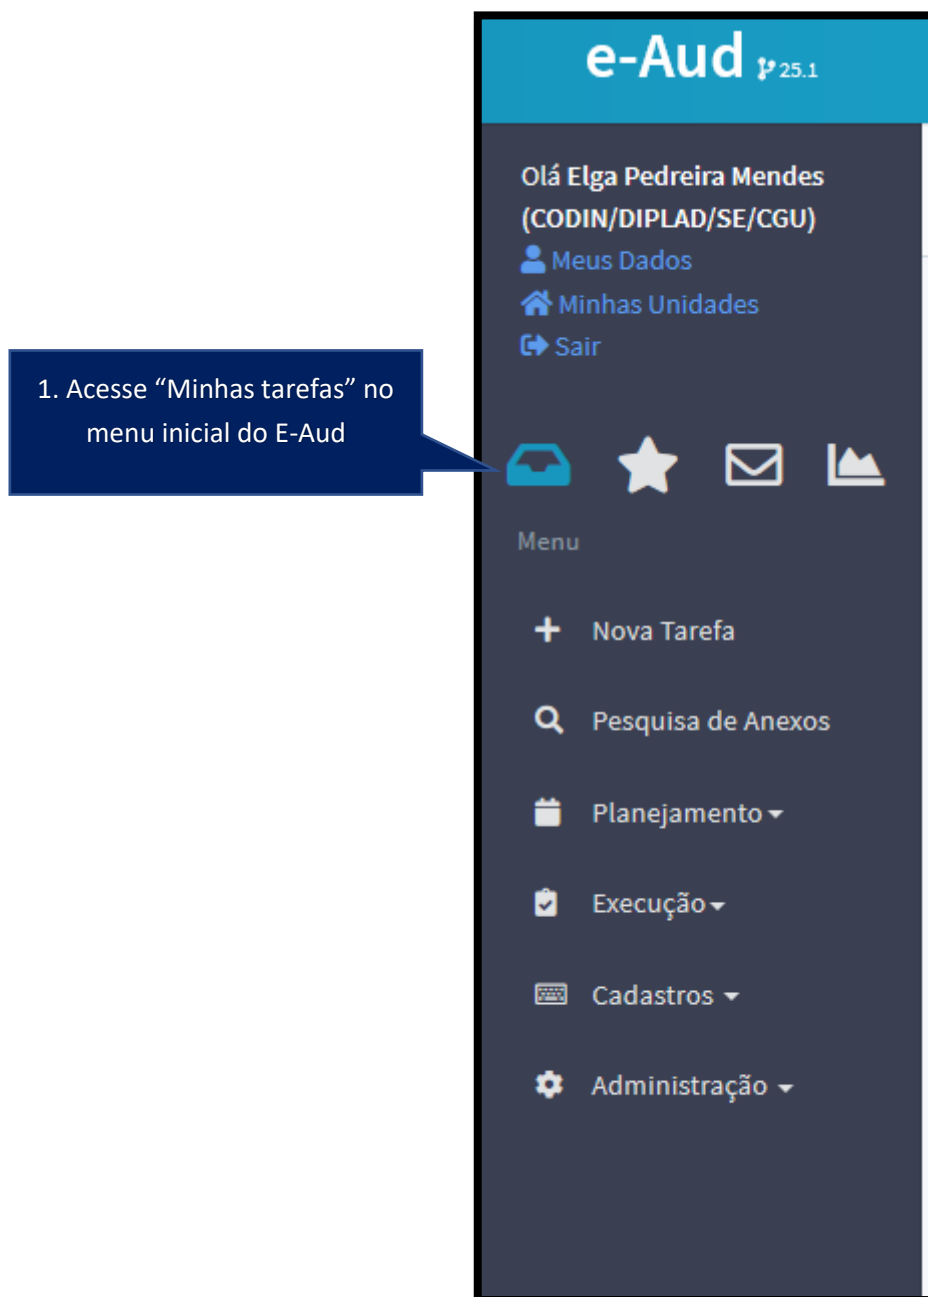 e-Aud 25.1
Olá Elga Pedreira Mendes
(CODIN/DIPLAD/SE/CGU)
Meus Dados
Minhas Unidades
Sair
1. Acesse “Minhas tarefas” no
menu inicial do E-Aud
Menu
Nova Tarefa
Pesquisa de Anexos
Planejamento
Execução
Cadastros
Administração